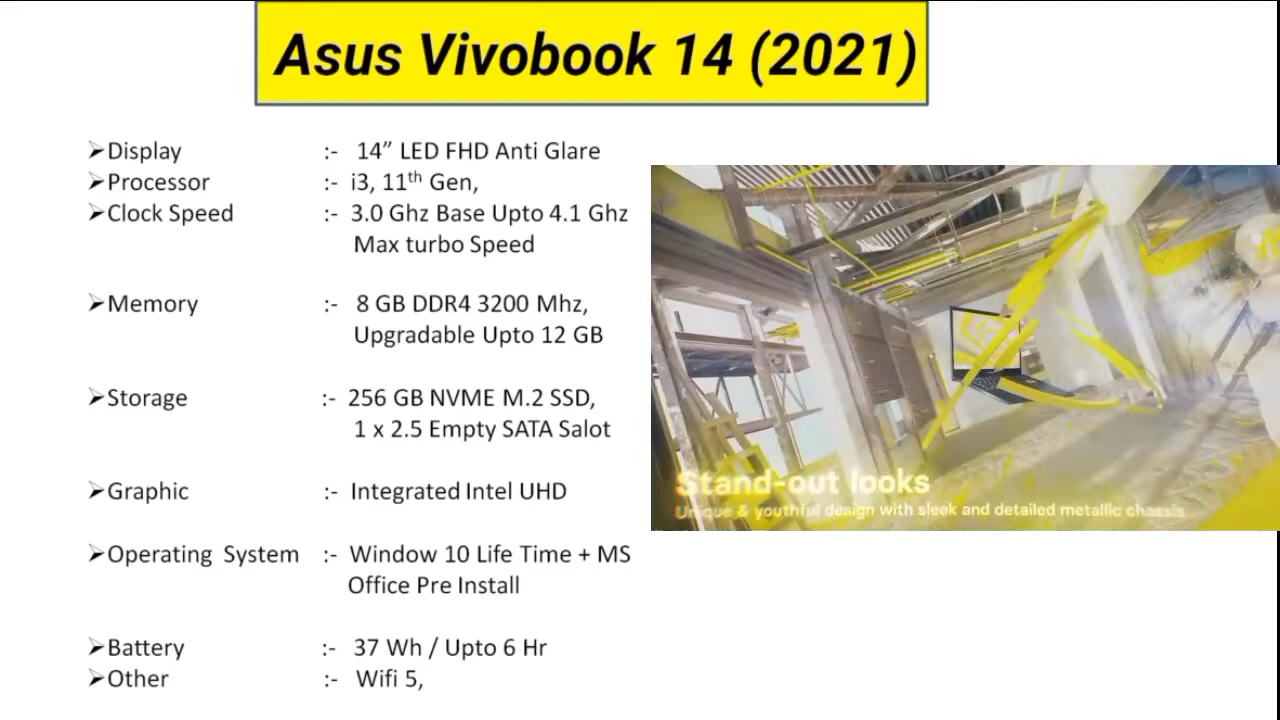 Asus Vivobook 14 (2021)
➢Display :- 14” LED FHD Anti Glare
➢Processor :- i3, 11th Gen,
➢Clock Speed :- 3.0 Ghz Base Upto 4.1 Ghz
Max turbo Speed
➢Memory :- 8 GB DDR4 3200 Mhz,
Upgradable Upto 12 GB
➢Storage :- 256 GB NVME M.2 SSD,
1 x 2.5 Empty SATA Salot
➢Graphic :- Integrated Intel UHD
➢Operating System :- Window 10 Life Time + MS
Office Pre Install
➢Battery :- 37 Wh / Upto 6 Hr
➢Other :- Wifi 5,
Stand-out looks
Unique & youthful design with sleek and detailed metallic chassis